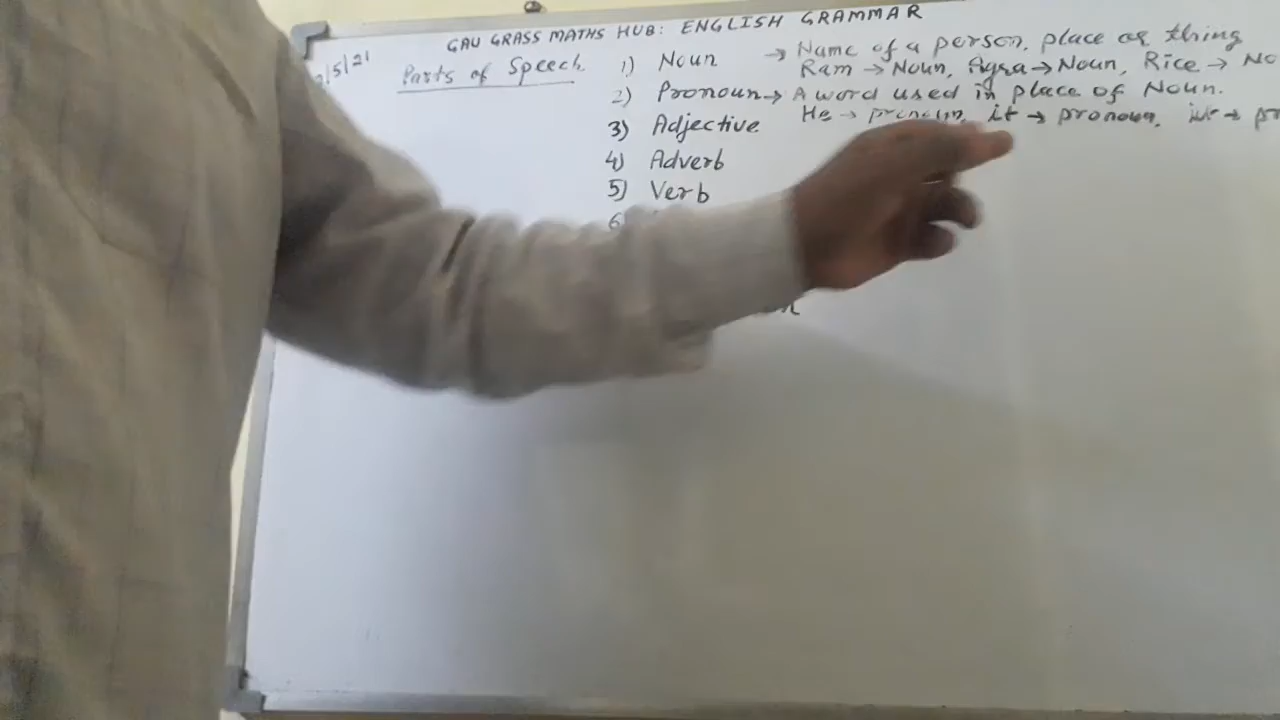 GAU GRASS MATHS HUB: ENGLISH GRAMMAR
/5/21
Parts of Speech
1) Noun → Name of a person, place or thing
Ram → Noun, Agra → Noun, Rice → No
2) Pronoun → A word used in place of Noun.
He → pronoun, it → pronoun, it → pr
3) Adjective
4) Adverb
5) Verb
6)